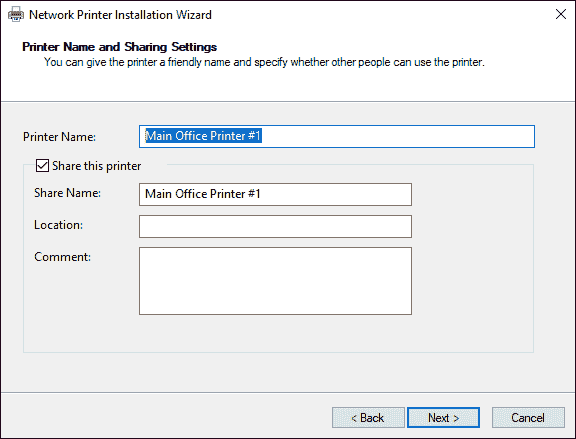 Network Printer Installation Wizard
Printer Name and Sharing Settings
You can give the printer a friendly name and specify whether other people can use the printer.
Printer Name: Main Office Printer #1
Share this printer
Share Name: Main Office Printer #1
Location:
Comment:
< Back Next > Cancel